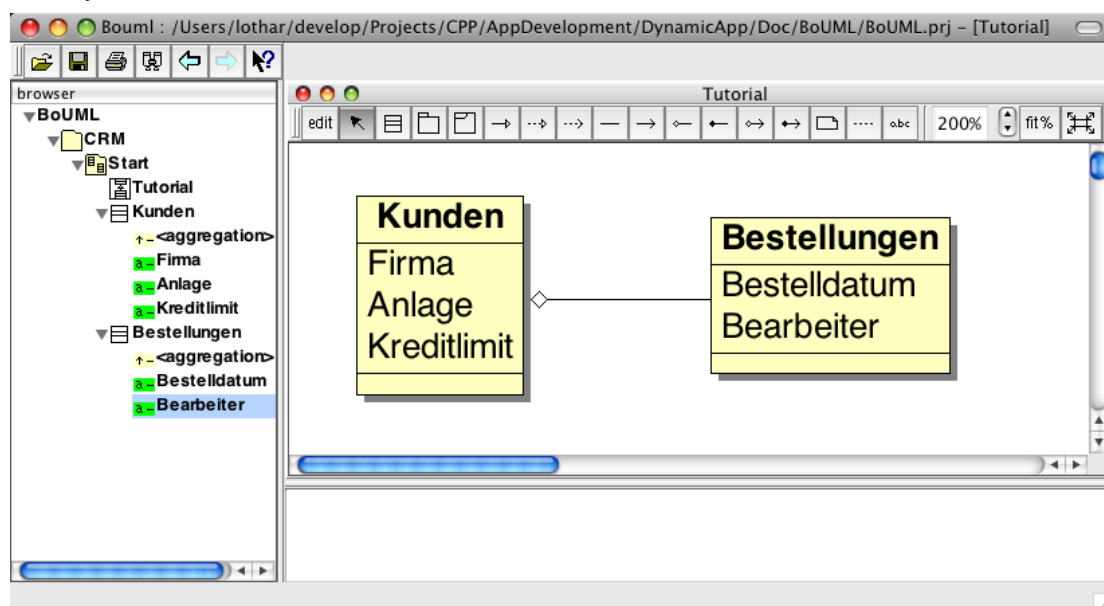 Bouml : /Users/lothar/develop/Projects/CPP/AppDevelopment/DynamicApp/Doc/BoUML/BoUML.prj – [Tutorial]
browser
BoUML
CRM
Start
Tutorial
Kunden
<aggregation>
Firma
Anlage
Kreditlimit
Bestellungen
<aggregation>
Bestelldatum
Bearbeiter
Tutorial
edit
abc
200%
fit%
Kunden
Firma
Anlage
Kreditlimit
Bestellungen
Bestelldatum
Bearbeiter